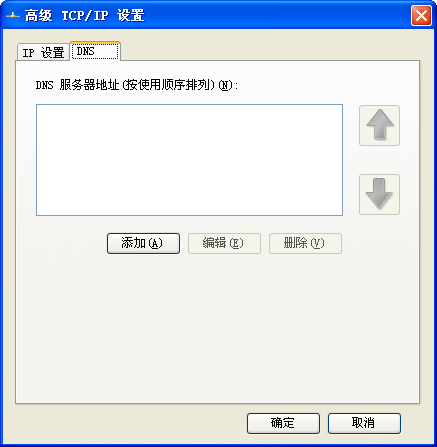 高级 TCP/IP 设置
IP 设置 DNS
DNS 服务器地址(按使用顺序排列)(N):
添加(A) 编辑(E) 删除(V)
确定 取消